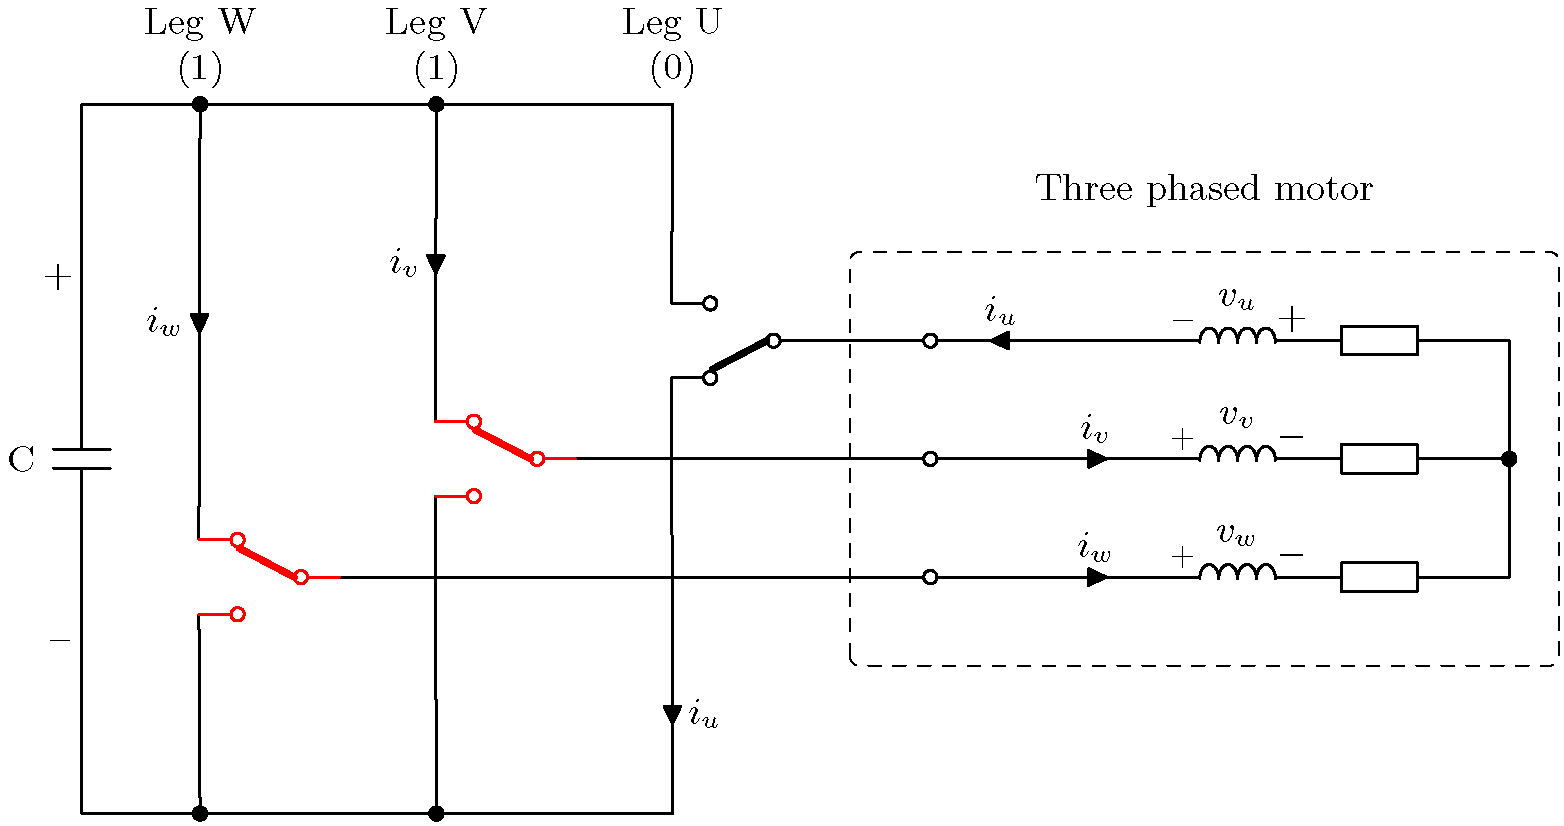 Leg W
(1)
Leg V
(1)
Leg U
(0)
Three phased motor
+
i_v
i_w
C
−
i_u
i_u
− v_u +
i_v
+ v_v −
i_w
+ v_w −